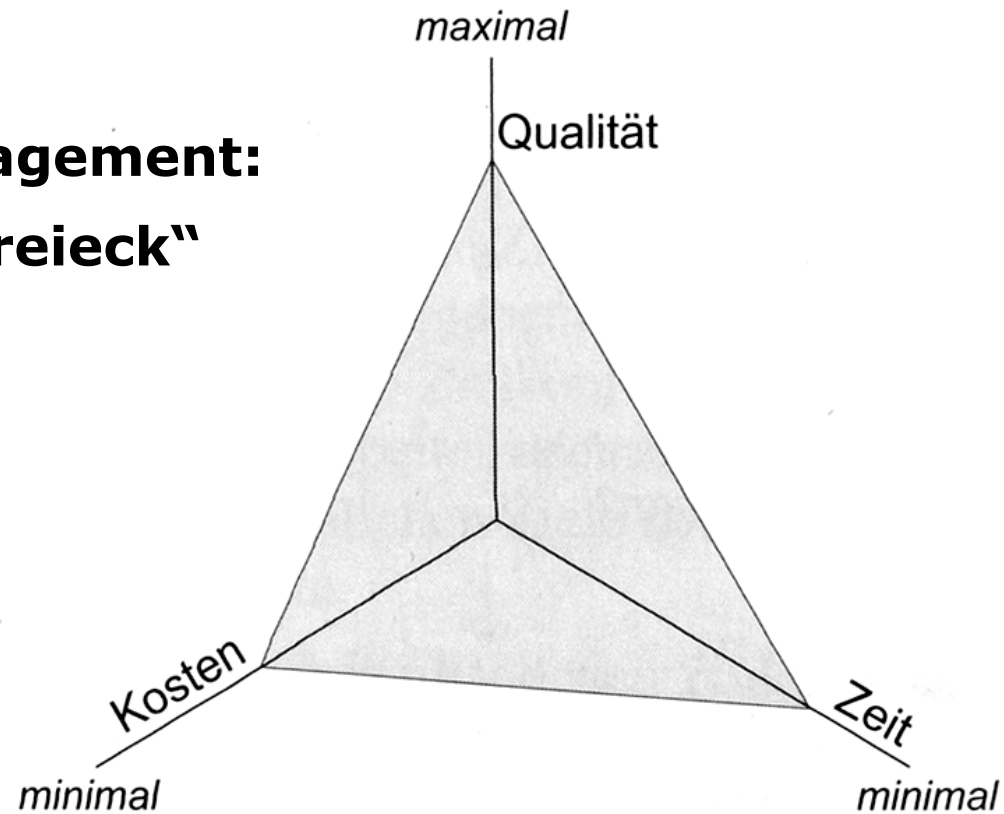 maximal
Qualität
agement:
reieck“
Kosten
Zeit
minimal
minimal